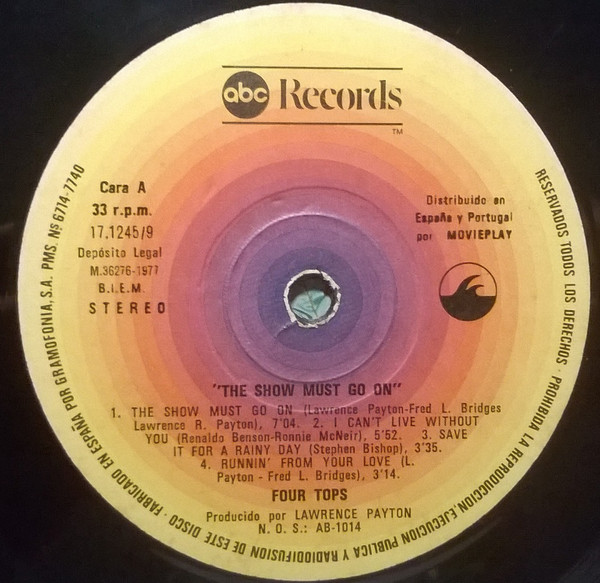 abc Records
TM
Cara A
33 r.p.m.
17.1245/9
Depósito Legal
M.36276-1977
B.I.E.M.
STEREO
Distribuido en
España y Portugal
por MOVIEPLAY
"THE SHOW MUST GO ON"
1. THE SHOW MUST GO ON (Lawrence Payton-Fred L. Bridges
Lawrence R. Payton), 7'04. 2. I CAN'T LIVE WITHOUT
YOU (Renaldo Benson-Ronnie McNeir), 5'52. 3. SAVE
IT FOR A RAINY DAY (Stephen Bishop), 3'35.
4. RUNNIN' FROM YOUR LOVE (L.
Payton - Fred L. Bridges), 3'14.
FOUR TOPS
Producido por LAWRENCE PAYTON
N. O. S.: AB-1014
FABRICADO EN ESPAÑA POR GRAMOFONIA, S.A. PMS. Nº 6714-7740
RESERVADOS TODOS LOS DERECHOS · PROHIBIDA LA REPRODUCCION, EJECUCION PUBLICA Y RADIODIFUSION DE ESTE DISCO ·